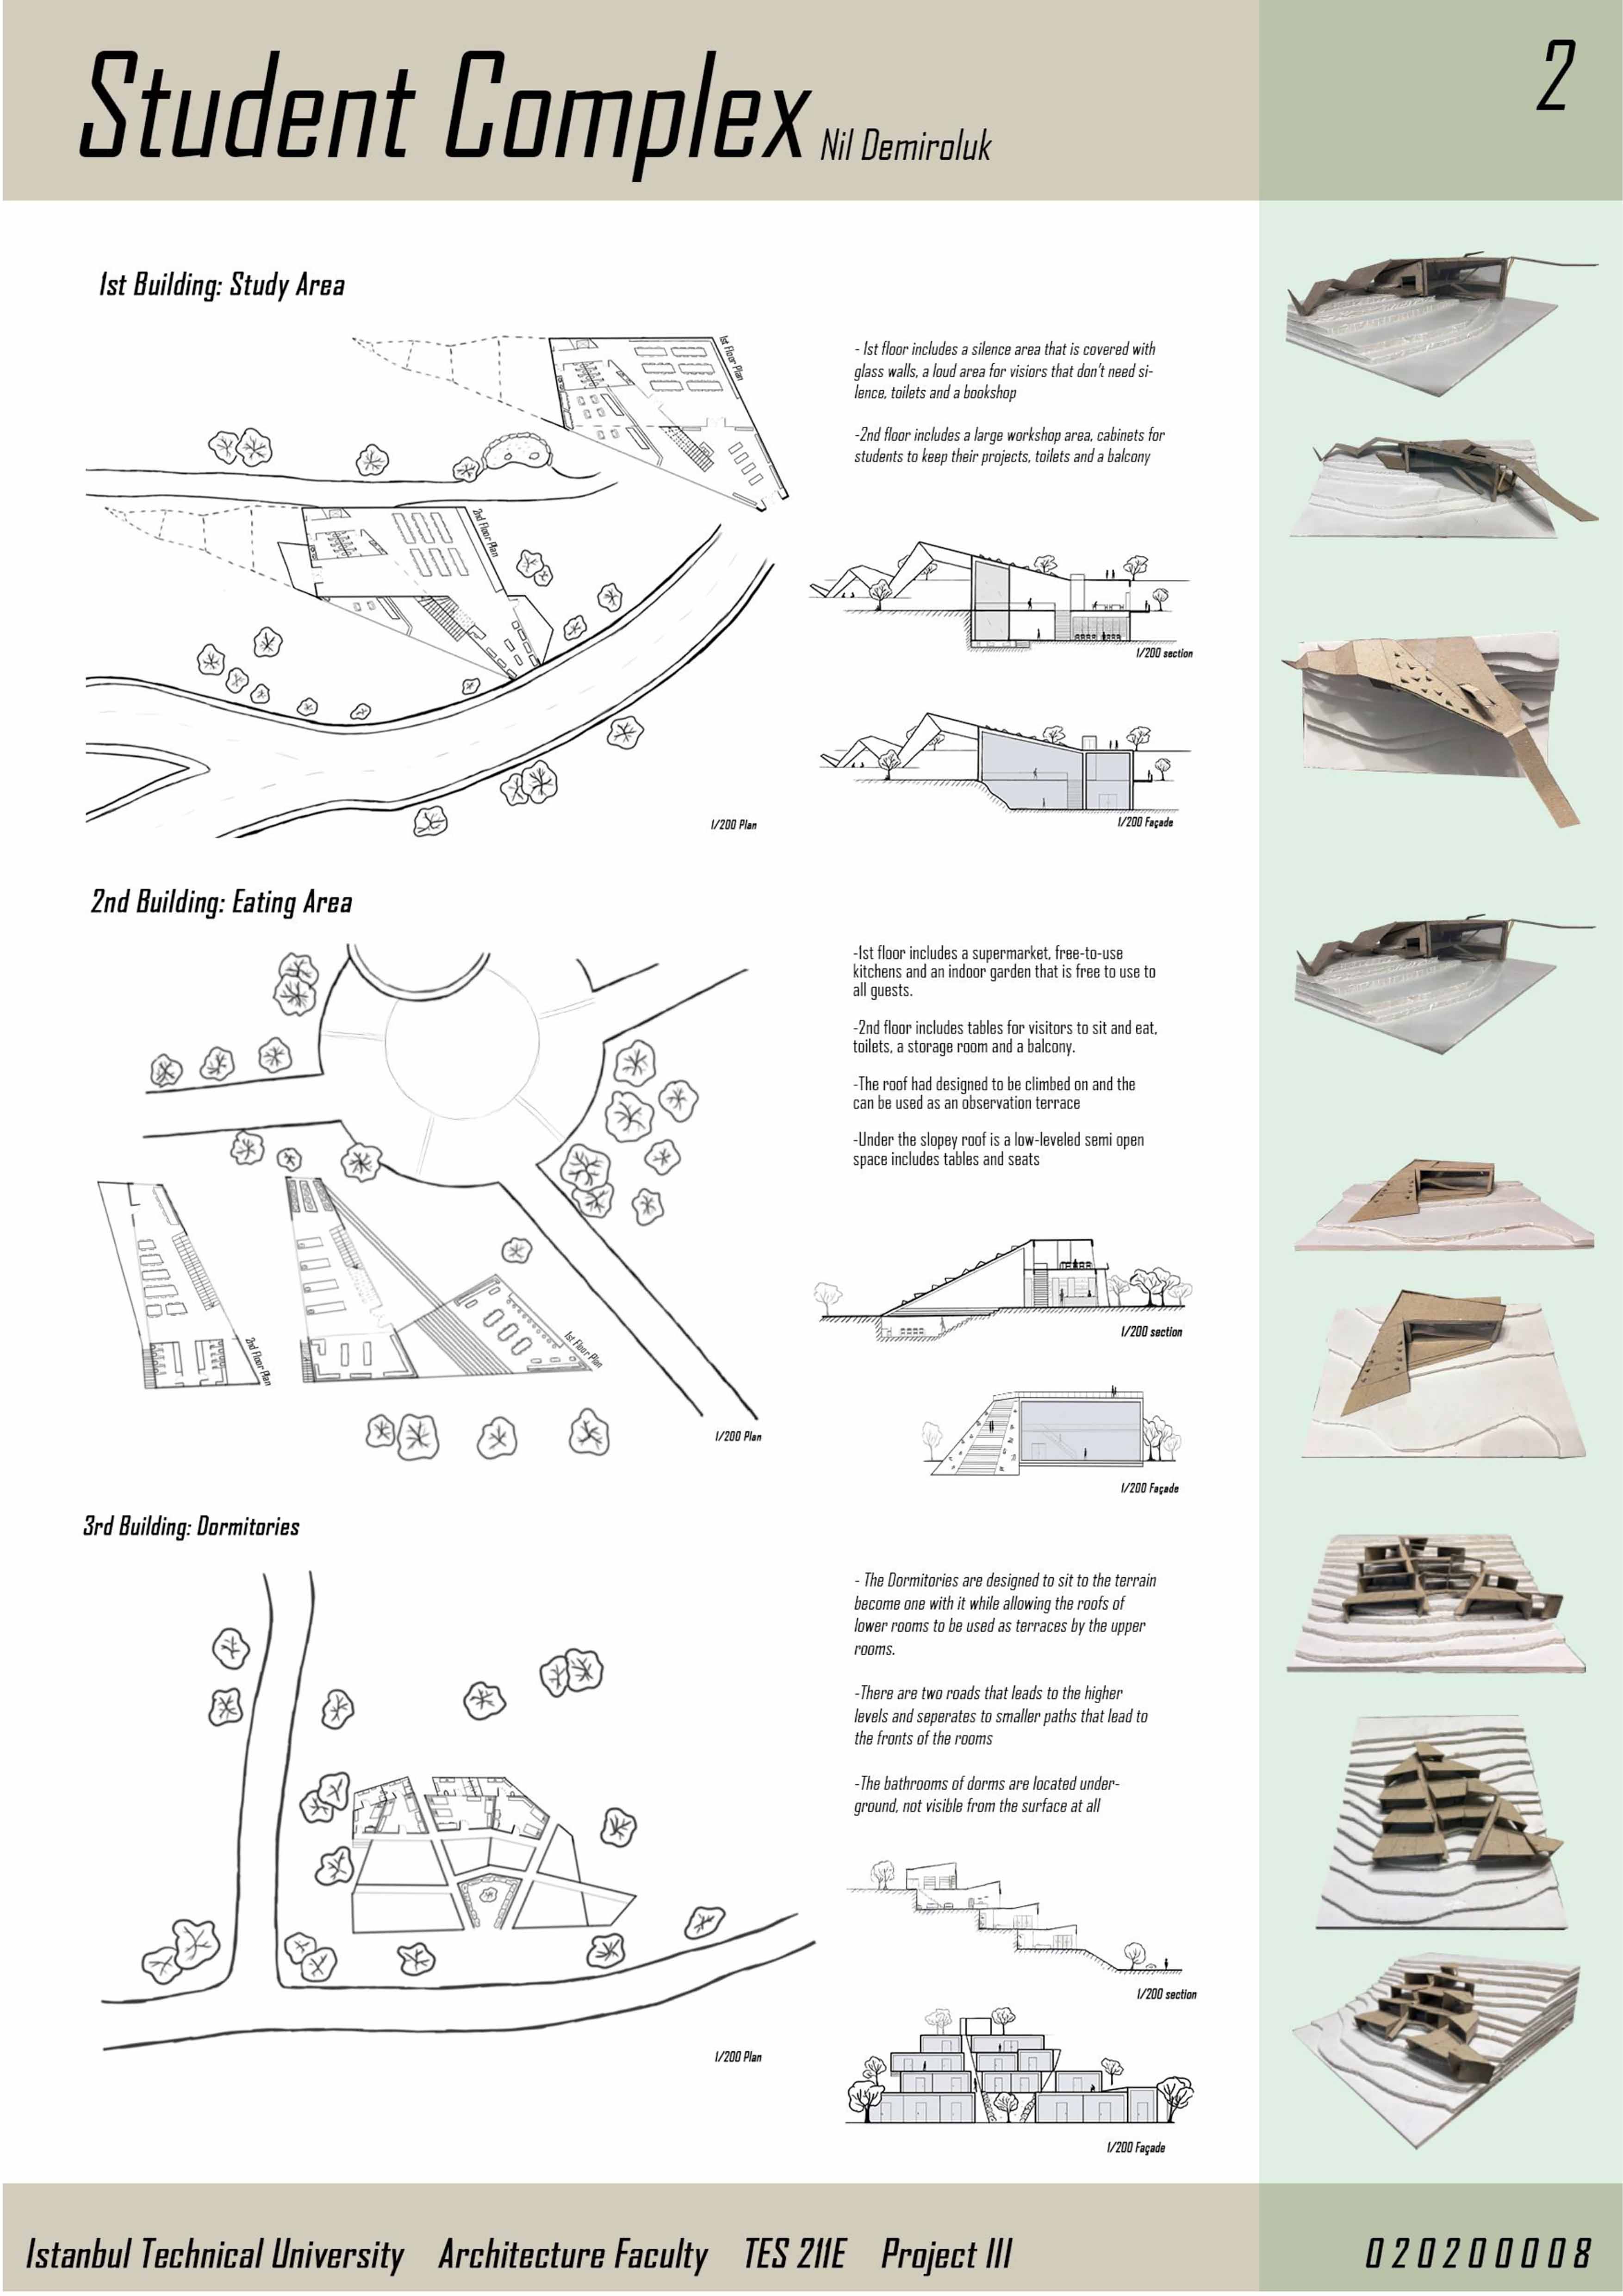 Student Complex Nil Demiroluk
2
1st Building: Study Area
1st Floor Plan
2nd Floor Plan
1/200 Plan
- 1st floor includes a silence area that is covered with
glass walls, a loud area for visiors that don't need si-
lence, toilets and a bookshop
-2nd floor includes a large workshop area, cabinets for
students to keep their projects, toilets and a balcony
1/200 section
1/200 Façade
2nd Building: Eating Area
2nd Floor Plan
1st Floor Plan
1/200 Plan
-1st floor includes a supermarket, free-to-use
kitchens and an indoor garden that is free to use to
all guests.
-2nd floor includes tables for visitors to sit and eat,
toilets, a storage room and a balcony.
-The roof had designed to be climbed on and the
can be used as an observation terrace
-Under the slopey roof is a low-leveled semi open
space includes tables and seats
1/200 section
1/200 Façade
3rd Building: Dormitories
1/200 Plan
- The Dormitories are designed to sit to the terrain
become one with it while allowing the roofs of
lower rooms to be used as terraces by the upper
rooms.
-There are two roads that leads to the higher
levels and seperates to smaller paths that lead to
the fronts of the rooms
-The bathrooms of dorms are located under-
ground, not visible from the surface at all
1/200 section
1/200 Façade
Istanbul Technical University Architecture Faculty TES 211E Project III
020200008